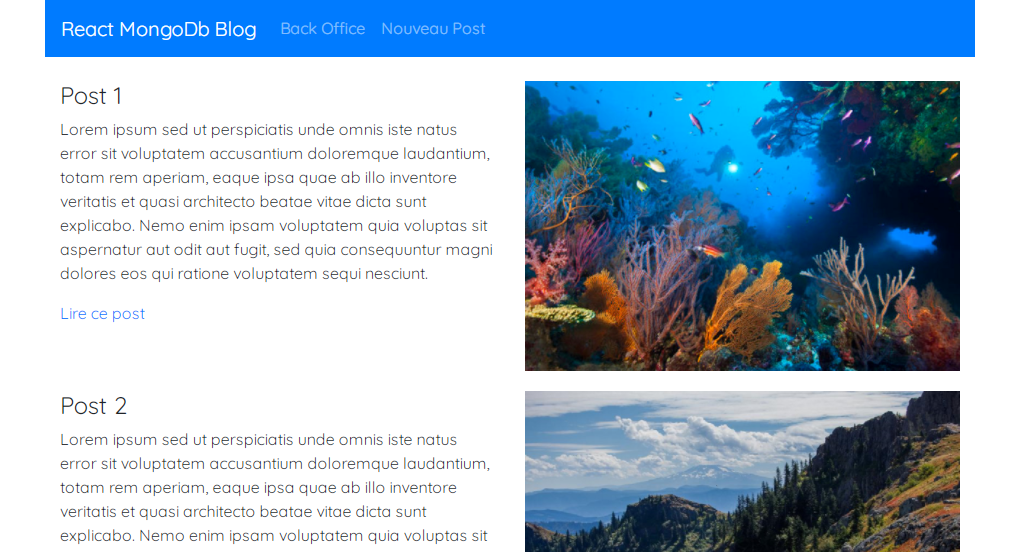 React MongoDb Blog Back Office Nouveau Post
Post 1
Lorem ipsum sed ut perspiciatis unde omnis iste natus
error sit voluptatem accusantium doloremque laudantium,
totam rem aperiam, eaque ipsa quae ab illo inventore
veritatis et quasi architecto beatae vitae dicta sunt
explicabo. Nemo enim ipsam voluptatem quia voluptas sit
aspernatur aut odit aut fugit, sed quia consequuntur magni
dolores eos qui ratione voluptatem sequi nesciunt.
Lire ce post
Post 2
Lorem ipsum sed ut perspiciatis unde omnis iste natus
error sit voluptatem accusantium doloremque laudantium,
totam rem aperiam, eaque ipsa quae ab illo inventore
veritatis et quasi architecto beatae vitae dicta sunt
explicabo. Nemo enim ipsam voluptatem quia voluptas sit